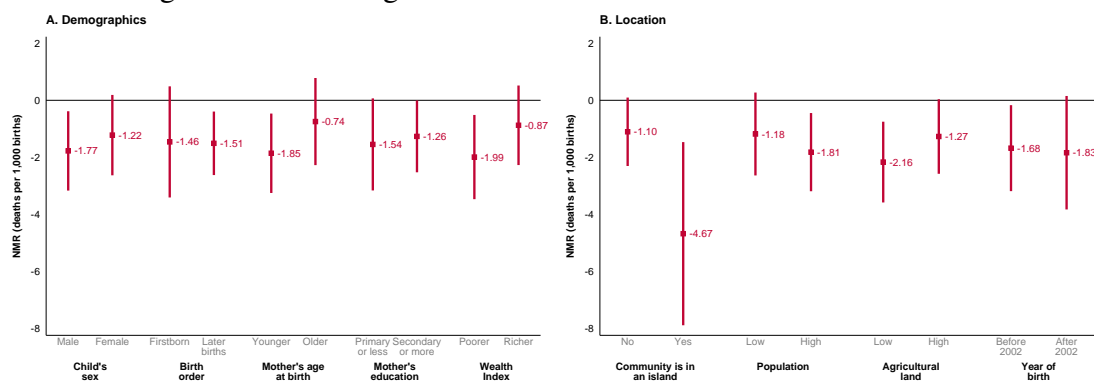 A. Demographics
NMR (deaths per 1,000 births)
2
0
-2
-4
-6
-8
-1.77
-1.22
-1.46
-1.51
-1.85
-0.74
-1.54
-1.26
-1.99
-0.87
Male Female Firstborn Later births Younger Older Primary or less Secondary or more Poorer Richer
Child's sex
Birth order
Mother's age at birth
Mother's education
Wealth Index
B. Location
NMR (deaths per 1,000 births)
2
0
-2
-4
-6
-8
-1.10
-4.67
-1.18
-1.81
-2.16
-1.27
-1.68
-1.83
No Yes Low High Low High Before 2002 After 2002
Community is in an island
Population
Agricultural land
Year of birth